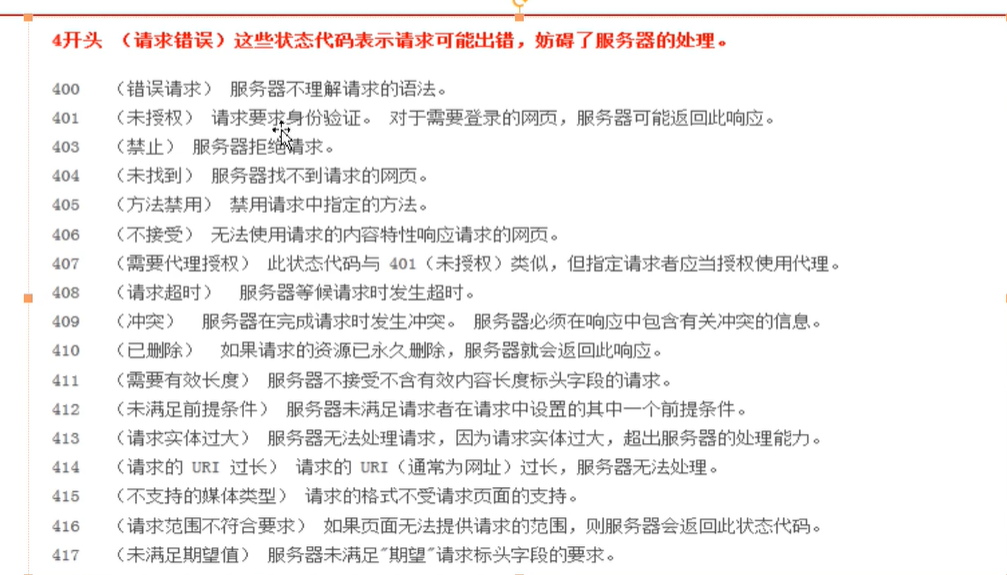 4开头 （请求错误）这些状态代码表示请求可能出错，妨碍了服务器的处理。
400 （错误请求） 服务器不理解请求的语法。
401 （未授权） 请求要求身份验证。 对于需要登录的网页，服务器可能返回此响应。
403 （禁止） 服务器拒绝请求。
404 （未找到） 服务器找不到请求的网页。
405 （方法禁用） 禁用请求中指定的方法。
406 （不接受） 无法使用请求的内容特性响应请求的网页。
407 （需要代理授权） 此状态代码与 401（未授权）类似，但指定请求者应当授权使用代理。
408 （请求超时） 服务器等候请求时发生超时。
409 （冲突） 服务器在完成请求时发生冲突。 服务器必须在响应中包含有关冲突的信息。
410 （已删除） 如果请求的资源已永久删除，服务器就会返回此响应。
411 （需要有效长度） 服务器不接受不含有效内容长度标头字段的请求。
412 （未满足前提条件） 服务器未满足请求者在请求中设置的其中一个前提条件。
413 （请求实体过大） 服务器无法处理请求，因为请求实体过大，超出服务器的处理能力。
414 （请求的 URI 过长） 请求的 URI（通常为网址）过长，服务器无法处理。
415 （不支持的媒体类型） 请求的格式不受请求页面的支持。
416 （请求范围不符合要求） 如果页面无法提供请求的范围，则服务器会返回此状态代码。
417 （未满足期望值） 服务器未满足"期望"请求标头字段的要求。